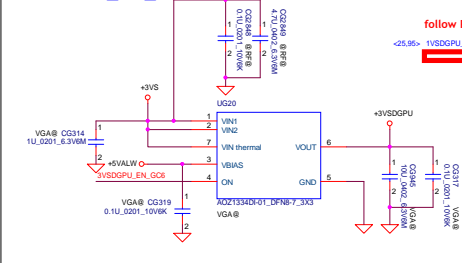 CG2848
0.1U_0201_10V6K
@RF@
CG2849
4.7U_0402_6.3V6M
@RF@
1
2
1
2
follow
<25,95> 1VSDGPU_
+3VS
UG20
+3VSDGPU
1 VIN1
2 VIN2
7 VIN thermal
VOUT 6
3 VBIAS
4 ON
GND 5
AOZ1334DI-01_DFN8-7_3X3
VGA@
VGA@ CG314
1U_0201_6.3V6M
1
2
+5VALW
3VSDGPU_EN_GC6
VGA@ CG319
0.1U_0201_10V6K
1
2
1
2
CG945
10U_0402_6.3V6M
VGA@
1
2
CG317
0.1U_0201_10V6K
VGA@